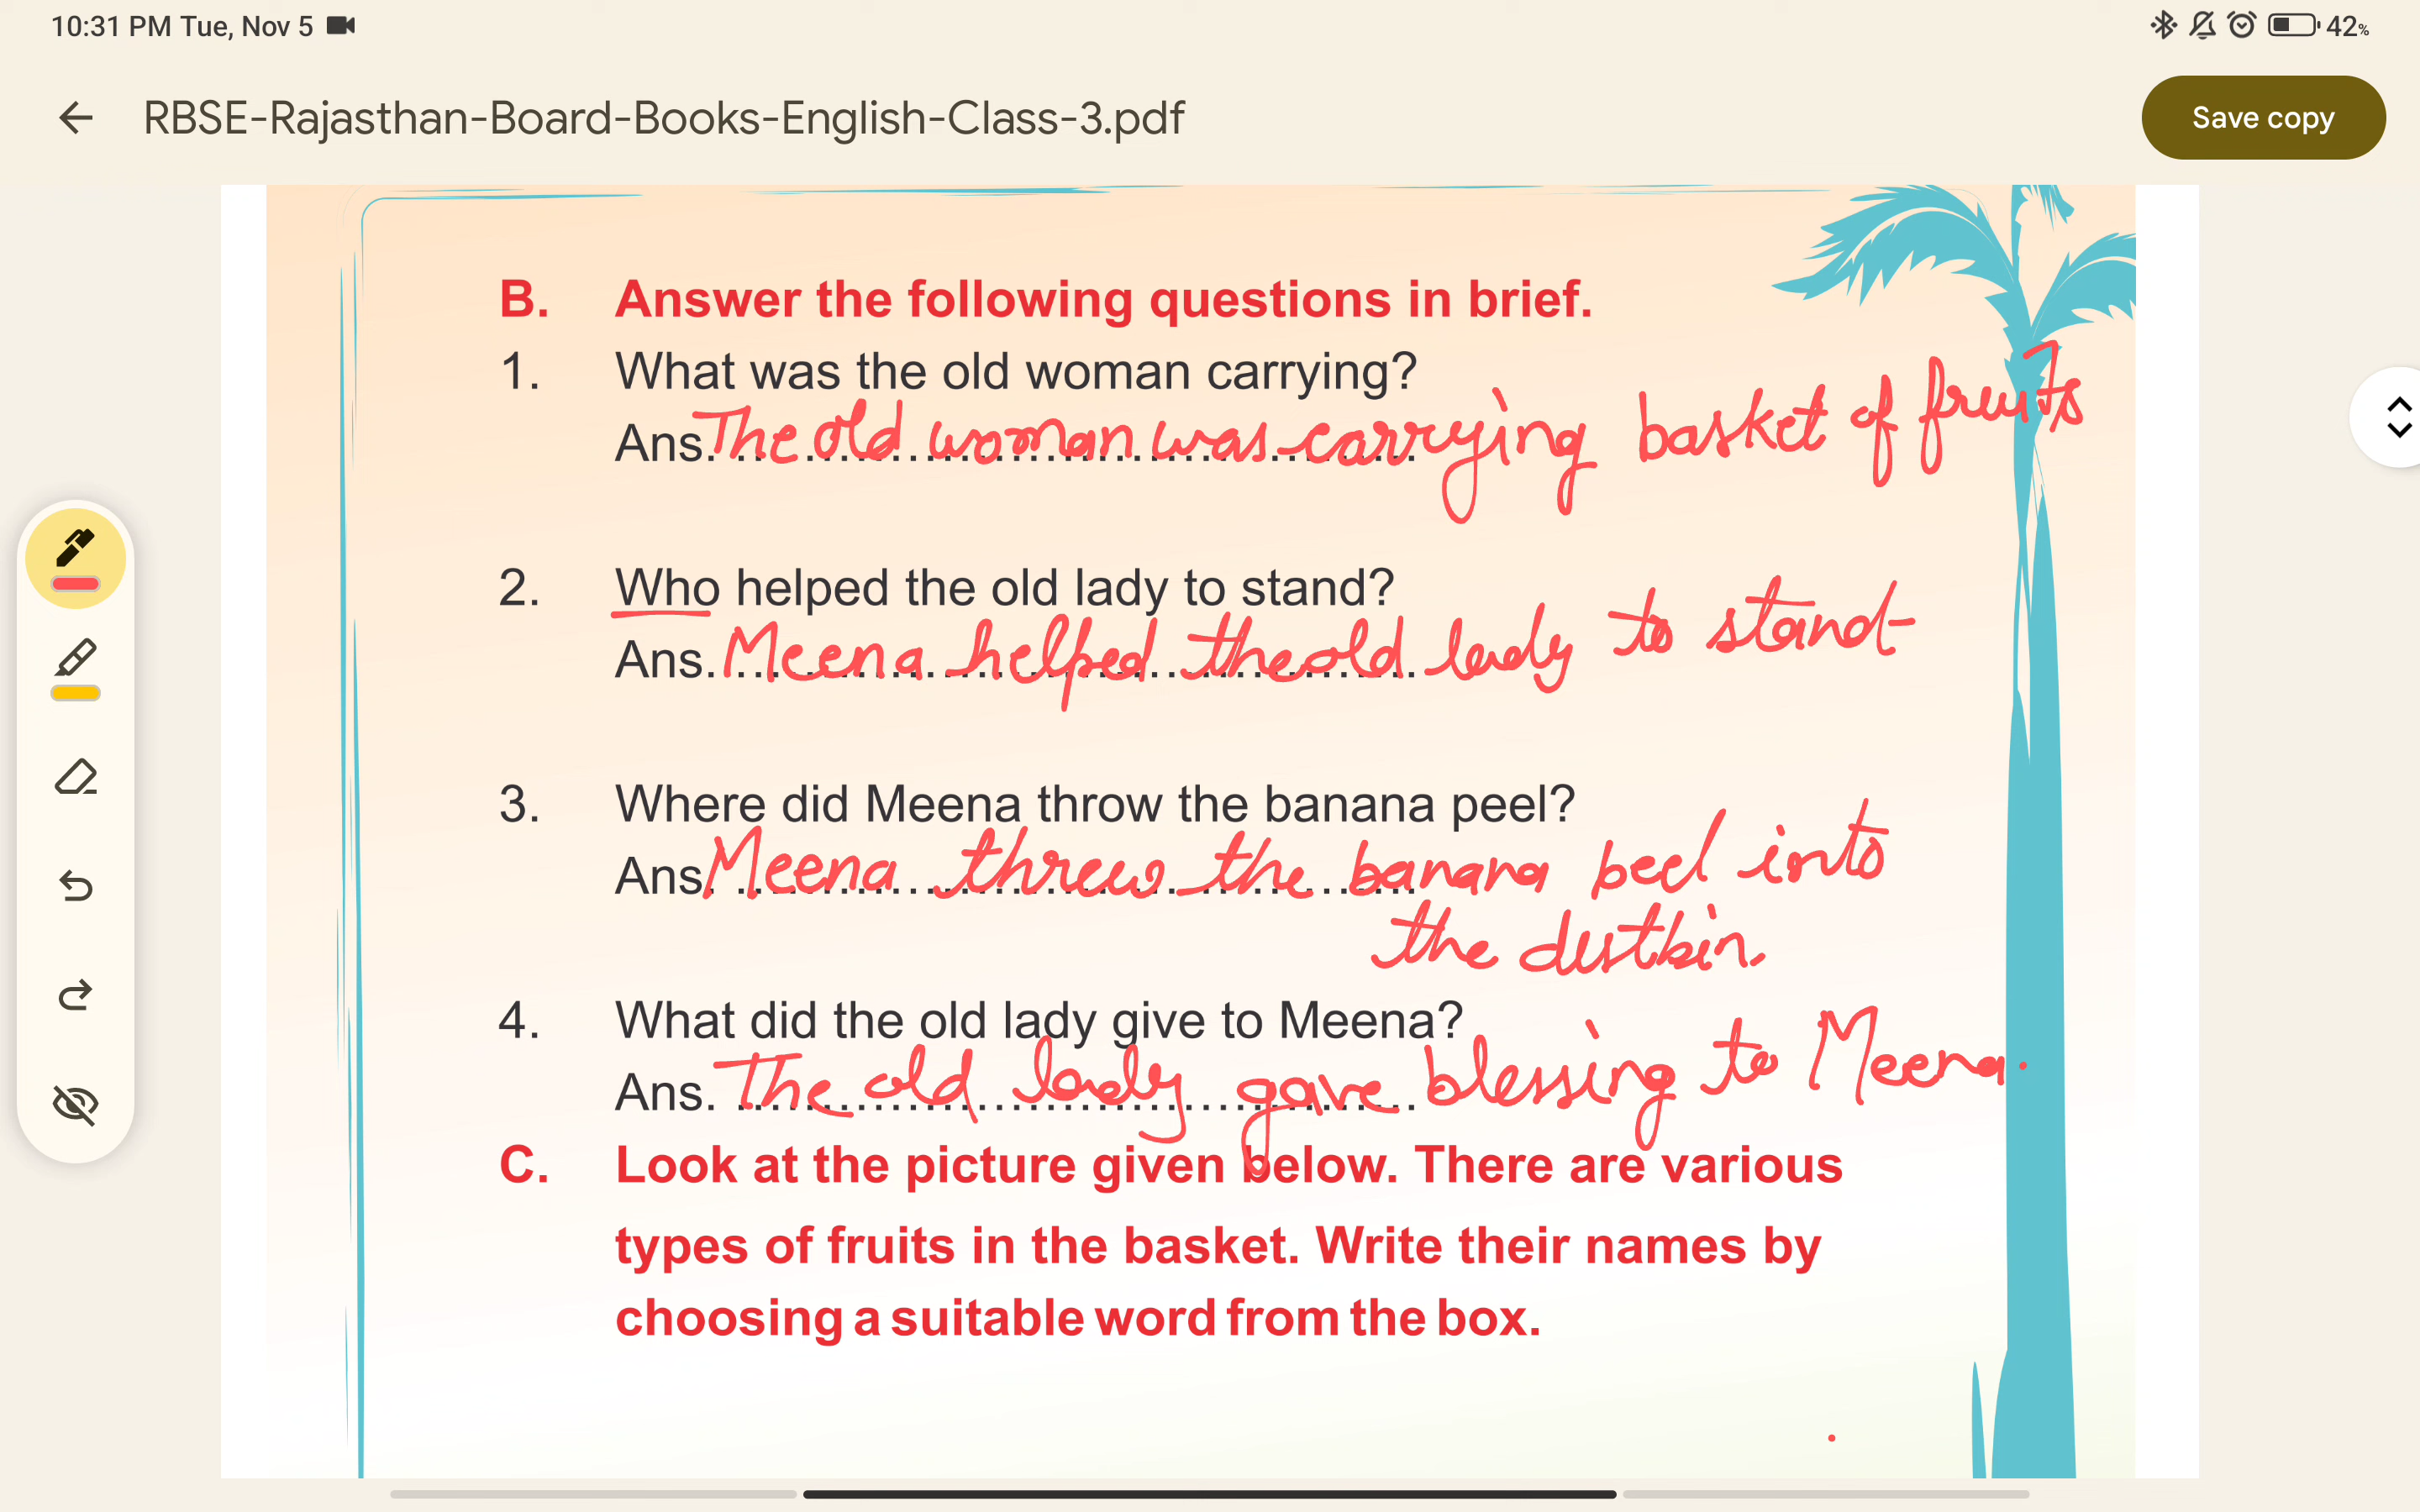 10:31 PM Tue, Nov 5
42%
RBSE-Rajasthan-Board-Books-English-Class-3.pdf
Save copy
B. Answer the following questions in brief.
1. What was the old woman carrying?
Ans. The old woman was carrying basket of fruits
2. Who helped the old lady to stand?
Ans. Meena helped the old lady to stand
3. Where did Meena throw the banana peel?
Ans. Meena threw the banana peel into
the dustbin.
4. What did the old lady give to Meena?
Ans. The old lady gave blessing to Meena.
C. Look at the picture given below. There are various
types of fruits in the basket. Write their names by
choosing a suitable word from the box.